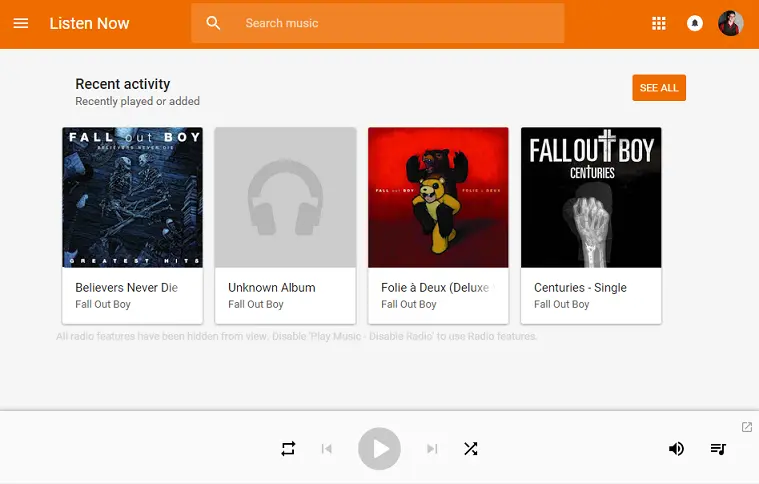 Listen Now
Search music
Recent activity
Recently played or added
SEE ALL
FALL out BOY
BELIEVERS NEVER DIE
GREATEST HITS
FALL out BOY
FOLIE à DEUX
FALL OUT BOY
CENTURIES
Believers Never Die
Fall Out Boy
Unknown Album
Fall Out Boy
Folie à Deux (Deluxe
Fall Out Boy
Centuries - Single
Fall Out Boy
All radio features have been hidden from view. Disable 'Play Music - Disable Radio' to use Radio features.